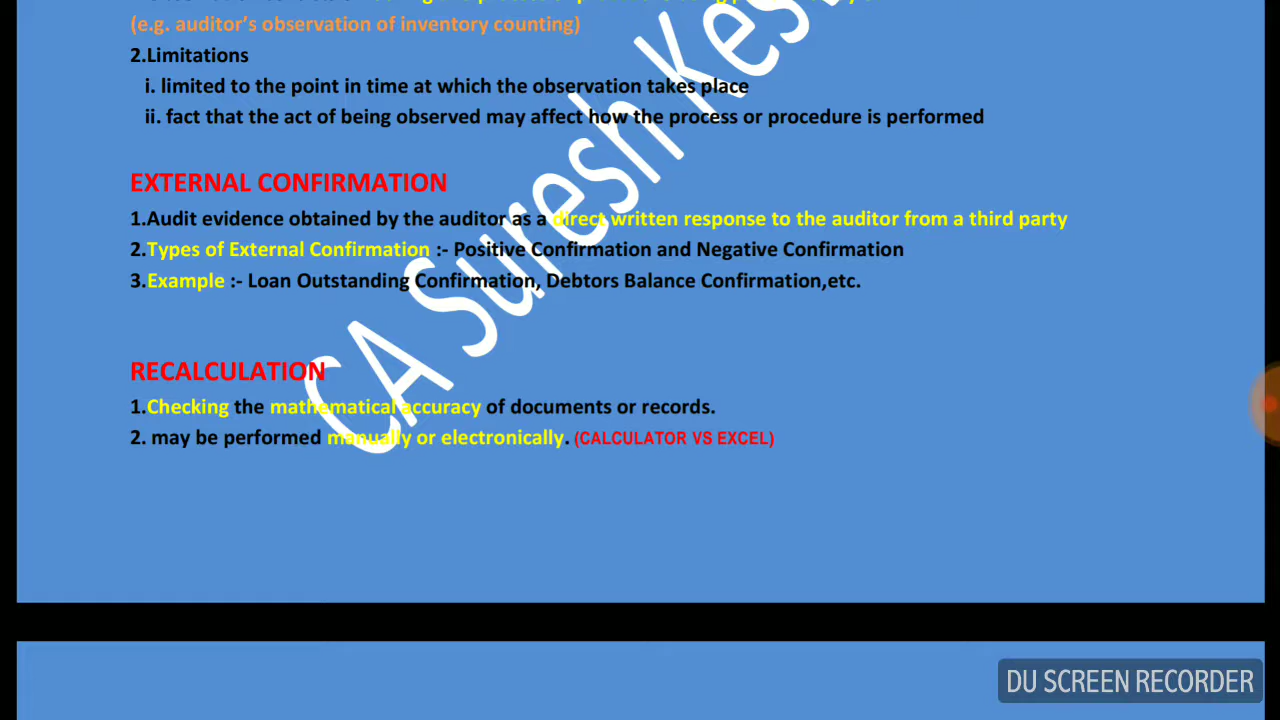 (e.g. auditor's observation of inventory counting)
2.Limitations
i. limited to the point in time at which the observation takes place
ii. fact that the act of being observed may affect how the process or procedure is performed
EXTERNAL CONFIRMATION
1.Audit evidence obtained by the auditor as a direct written response to the auditor from a third party
2.Types of External Confirmation :- Positive Confirmation and Negative Confirmation
3.Example :- Loan Outstanding Confirmation, Debtors Balance Confirmation,etc.
RECALCULATION
1.Checking the mathematical accuracy of documents or records.
2. may be performed manually or electronically. (CALCULATOR VS EXCEL)
CA Suresh
DU SCREEN RECORDER